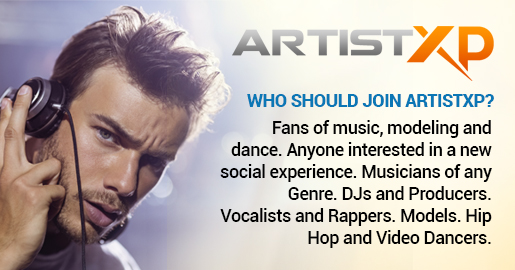 ARTISTXP
WHO SHOULD JOIN ARTISTXP?
Fans of music, modeling and
dance. Anyone interested in a new
social experience. Musicians of any
Genre. DJs and Producers.
Vocalists and Rappers. Models. Hip
Hop and Video Dancers.